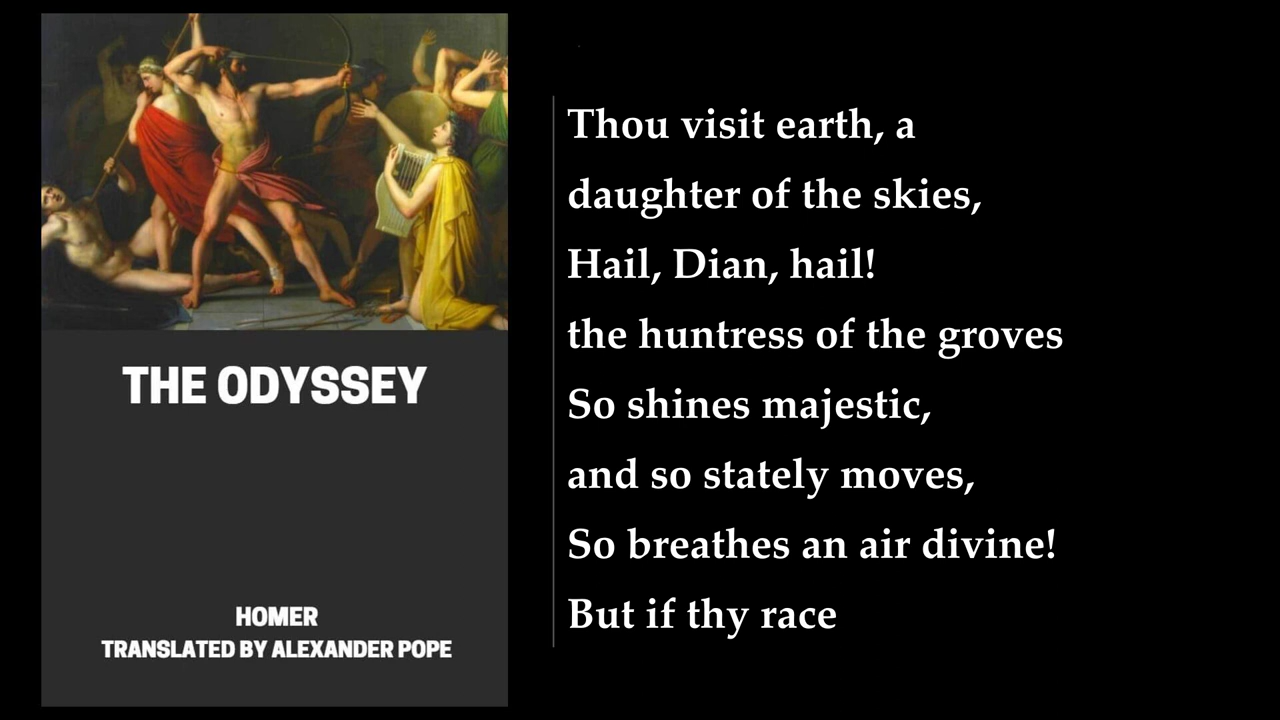 THE ODYSSEY
HOMER
TRANSLATED BY ALEXANDER POPE
Thou visit earth, a
daughter of the skies,
Hail, Dian, hail!
the huntress of the groves
So shines majestic,
and so stately moves,
So breathes an air divine!
But if thy race